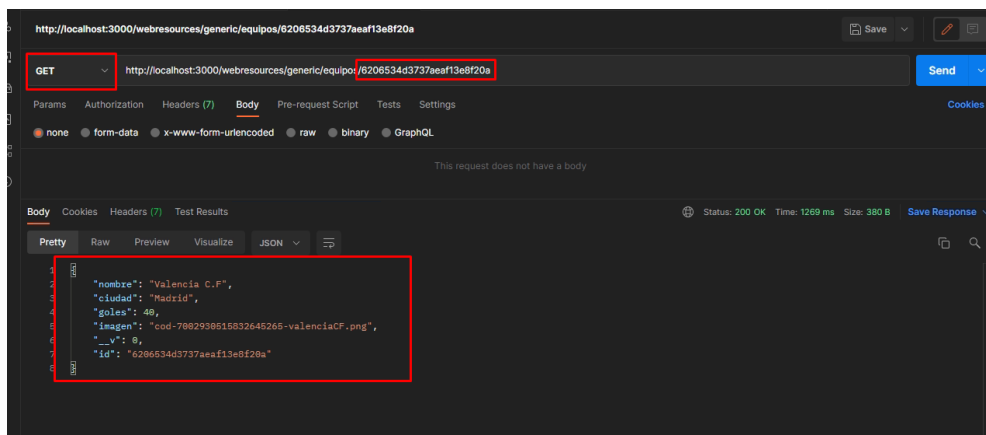 http://localhost:3000/webresources/generic/equipos/6206534d3737aeaf13e8f20a
Save
GET http://localhost:3000/webresources/generic/equipos/6206534d3737aeaf13e8f20a Send
Params Authorization Headers (7) Body Pre-request Script Tests Settings Cookies
none form-data x-www-form-urlencoded raw binary GraphQL
This request does not have a body
Body Cookies Headers (7) Test Results Status: 200 OK Time: 1269 ms Size: 380 B Save Response
Pretty Raw Preview Visualize JSON
1 {
2 "nombre": "Valencia C.F",
3 "ciudad": "Madrid",
4 "goles": 40,
5 "imagen": "cod-7002930515832645265-valenciaCF.png",
6 "__v": 0,
7 "id": "6206534d3737aeaf13e8f20a"
8 }